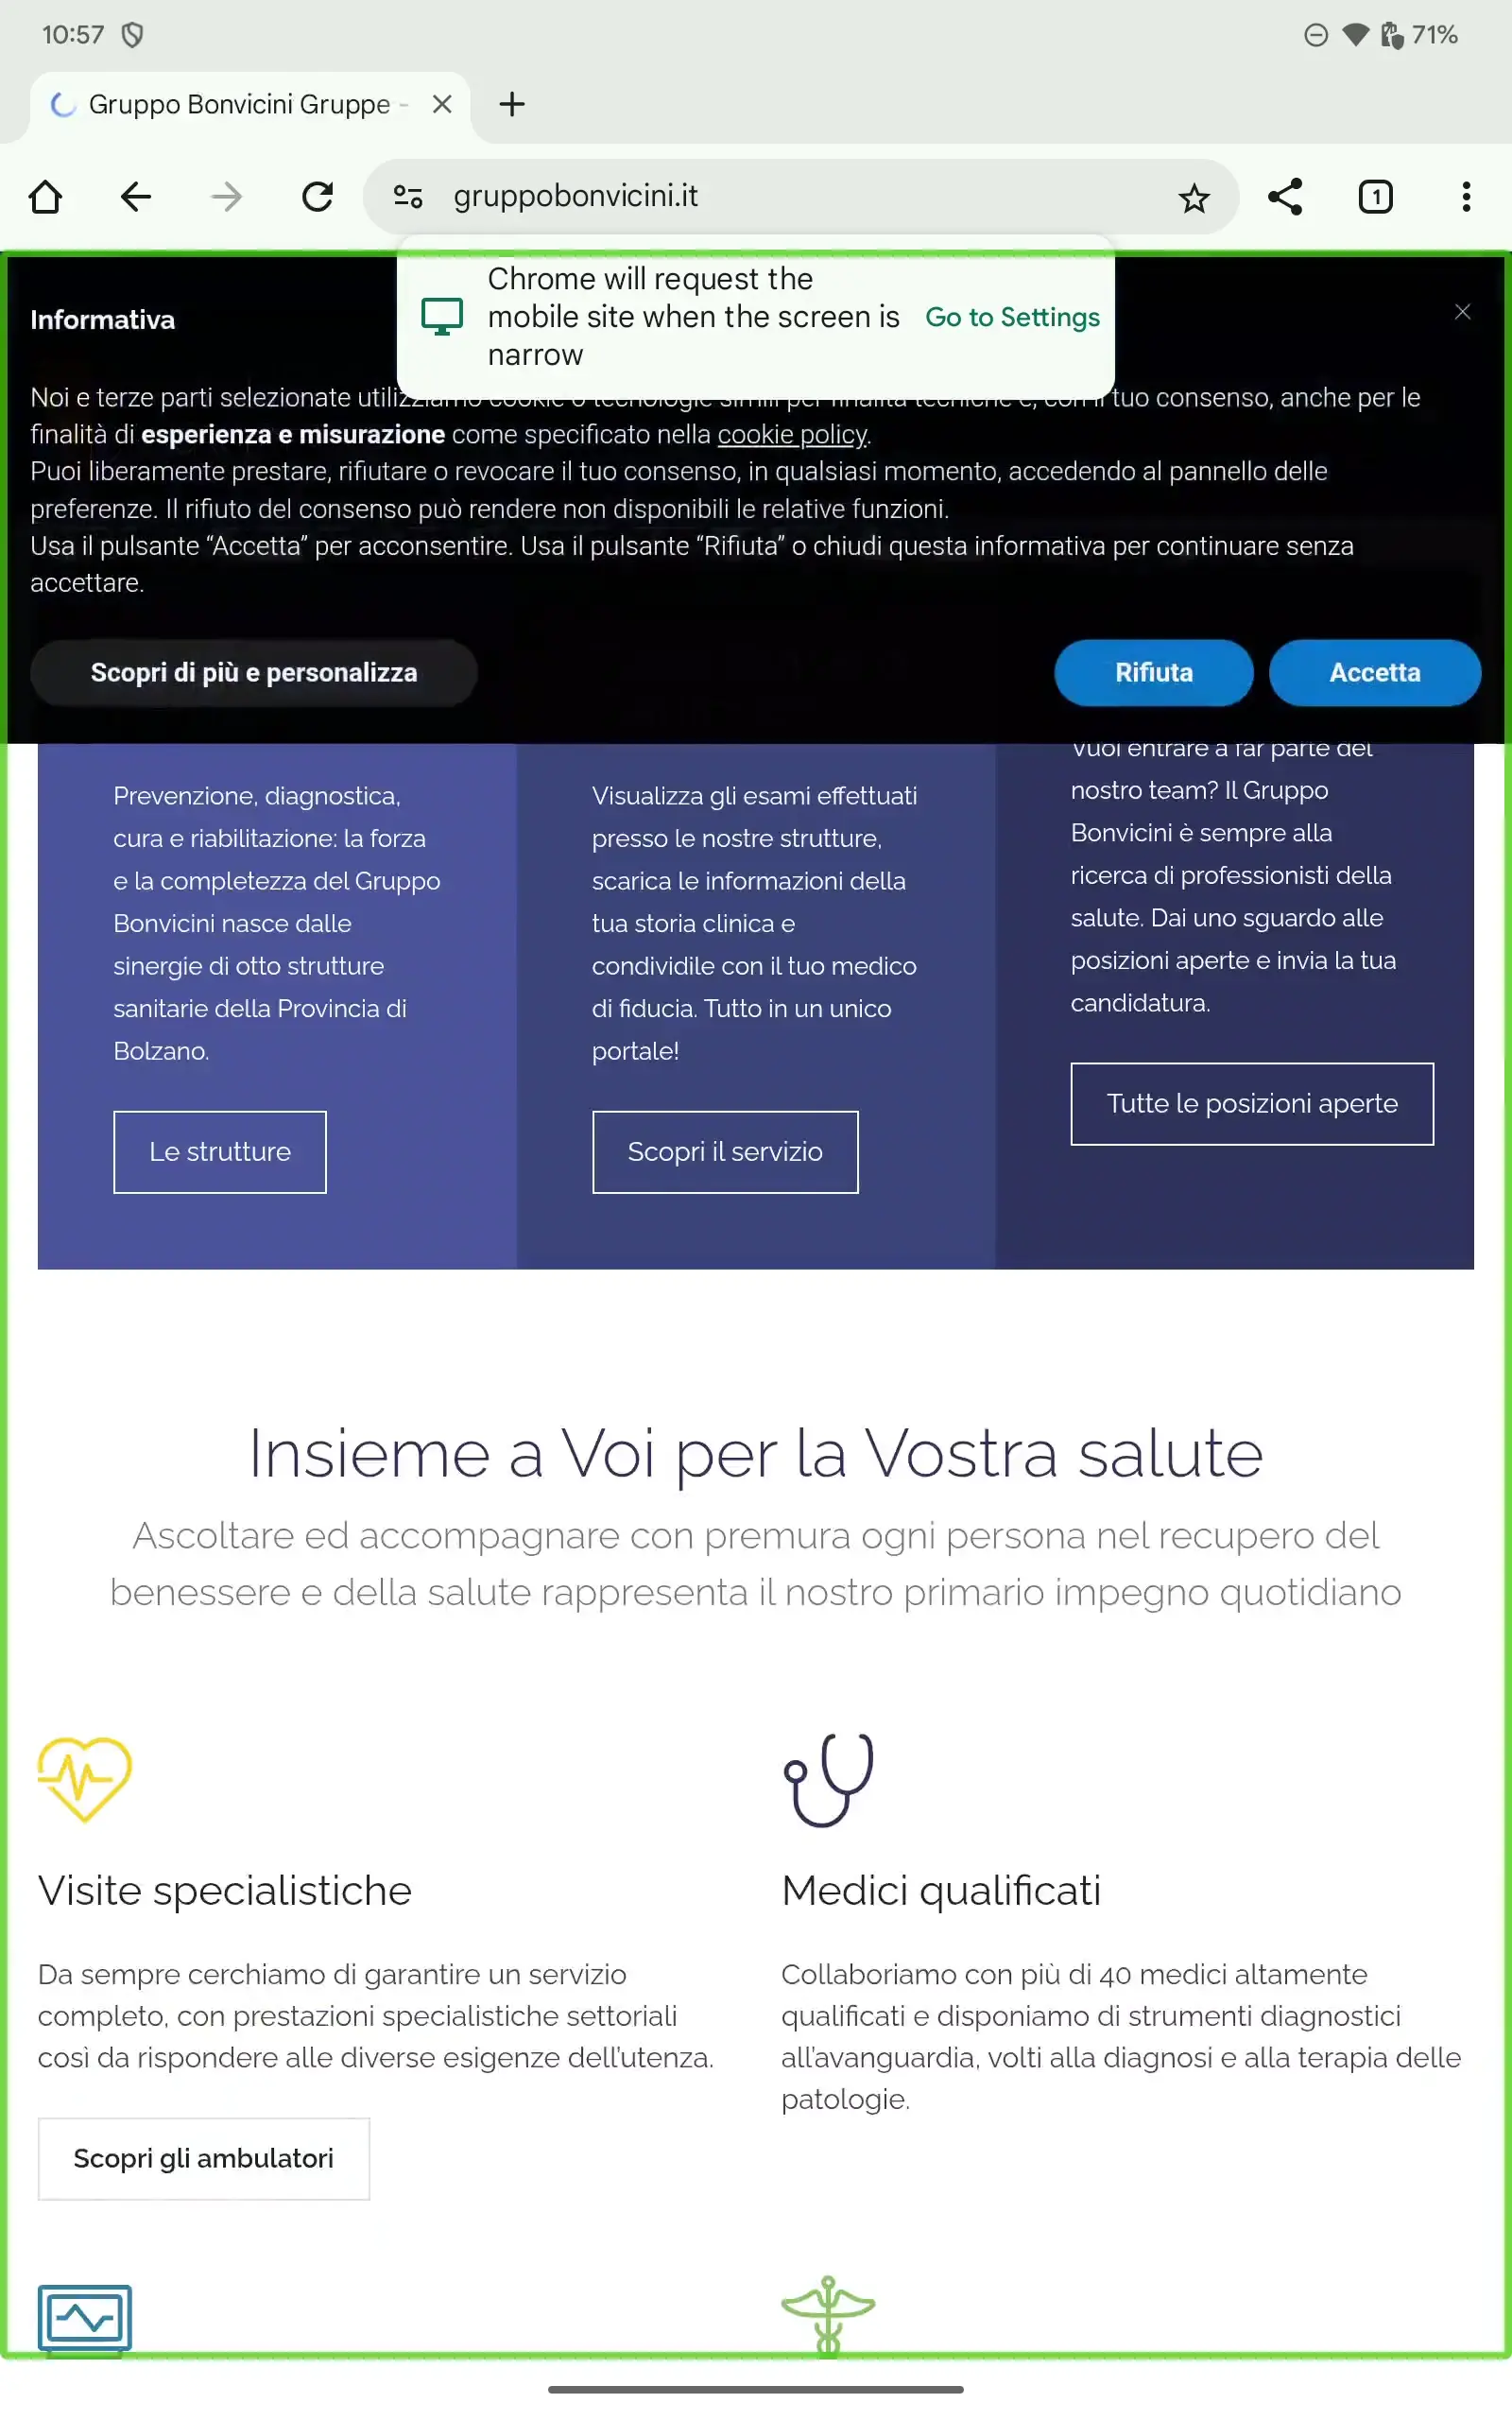 10:57
71%
Gruppo Bonvicini Gruppe -
gruppobonvicini.it
1
Chrome will request the
mobile site when the screen is
narrow
Go to Settings
Informativa
Noi e terze parti selezionate utilizziamo cookie o tecnologie simili per finalità tecniche e, con il tuo consenso, anche per le
finalità di esperienza e misurazione come specificato nella cookie policy.
Puoi liberamente prestare, rifiutare o revocare il tuo consenso, in qualsiasi momento, accedendo al pannello delle
preferenze. Il rifiuto del consenso può rendere non disponibili le relative funzioni.
Usa il pulsante “Accetta” per acconsentire. Usa il pulsante “Rifiuta” o chiudi questa informativa per continuare senza
accettare.
Scopri di più e personalizza
Rifiuta
Accetta
Prevenzione, diagnostica,
cura e riabilitazione: la forza
e la completezza del Gruppo
Bonvicini nasce dalle
sinergie di otto strutture
sanitarie della Provincia di
Bolzano.
Le strutture
Visualizza gli esami effettuati
presso le nostre strutture,
scarica le informazioni della
tua storia clinica e
condividile con il tuo medico
di fiducia. Tutto in un unico
portale!
Scopri il servizio
Vuoi entrare a far parte del
nostro team? Il Gruppo
Bonvicini è sempre alla
ricerca di professionisti della
salute. Dai uno sguardo alle
posizioni aperte e invia la tua
candidatura.
Tutte le posizioni aperte
Insieme a Voi per la Vostra salute
Ascoltare ed accompagnare con premura ogni persona nel recupero del
benessere e della salute rappresenta il nostro primario impegno quotidiano
Visite specialistiche
Da sempre cerchiamo di garantire un servizio
completo, con prestazioni specialistiche settoriali
così da rispondere alle diverse esigenze dell'utenza.
Scopri gli ambulatori
Medici qualificati
Collaboriamo con più di 40 medici altamente
qualificati e disponiamo di strumenti diagnostici
all'avanguardia, volti alla diagnosi e alla terapia delle
patologie.